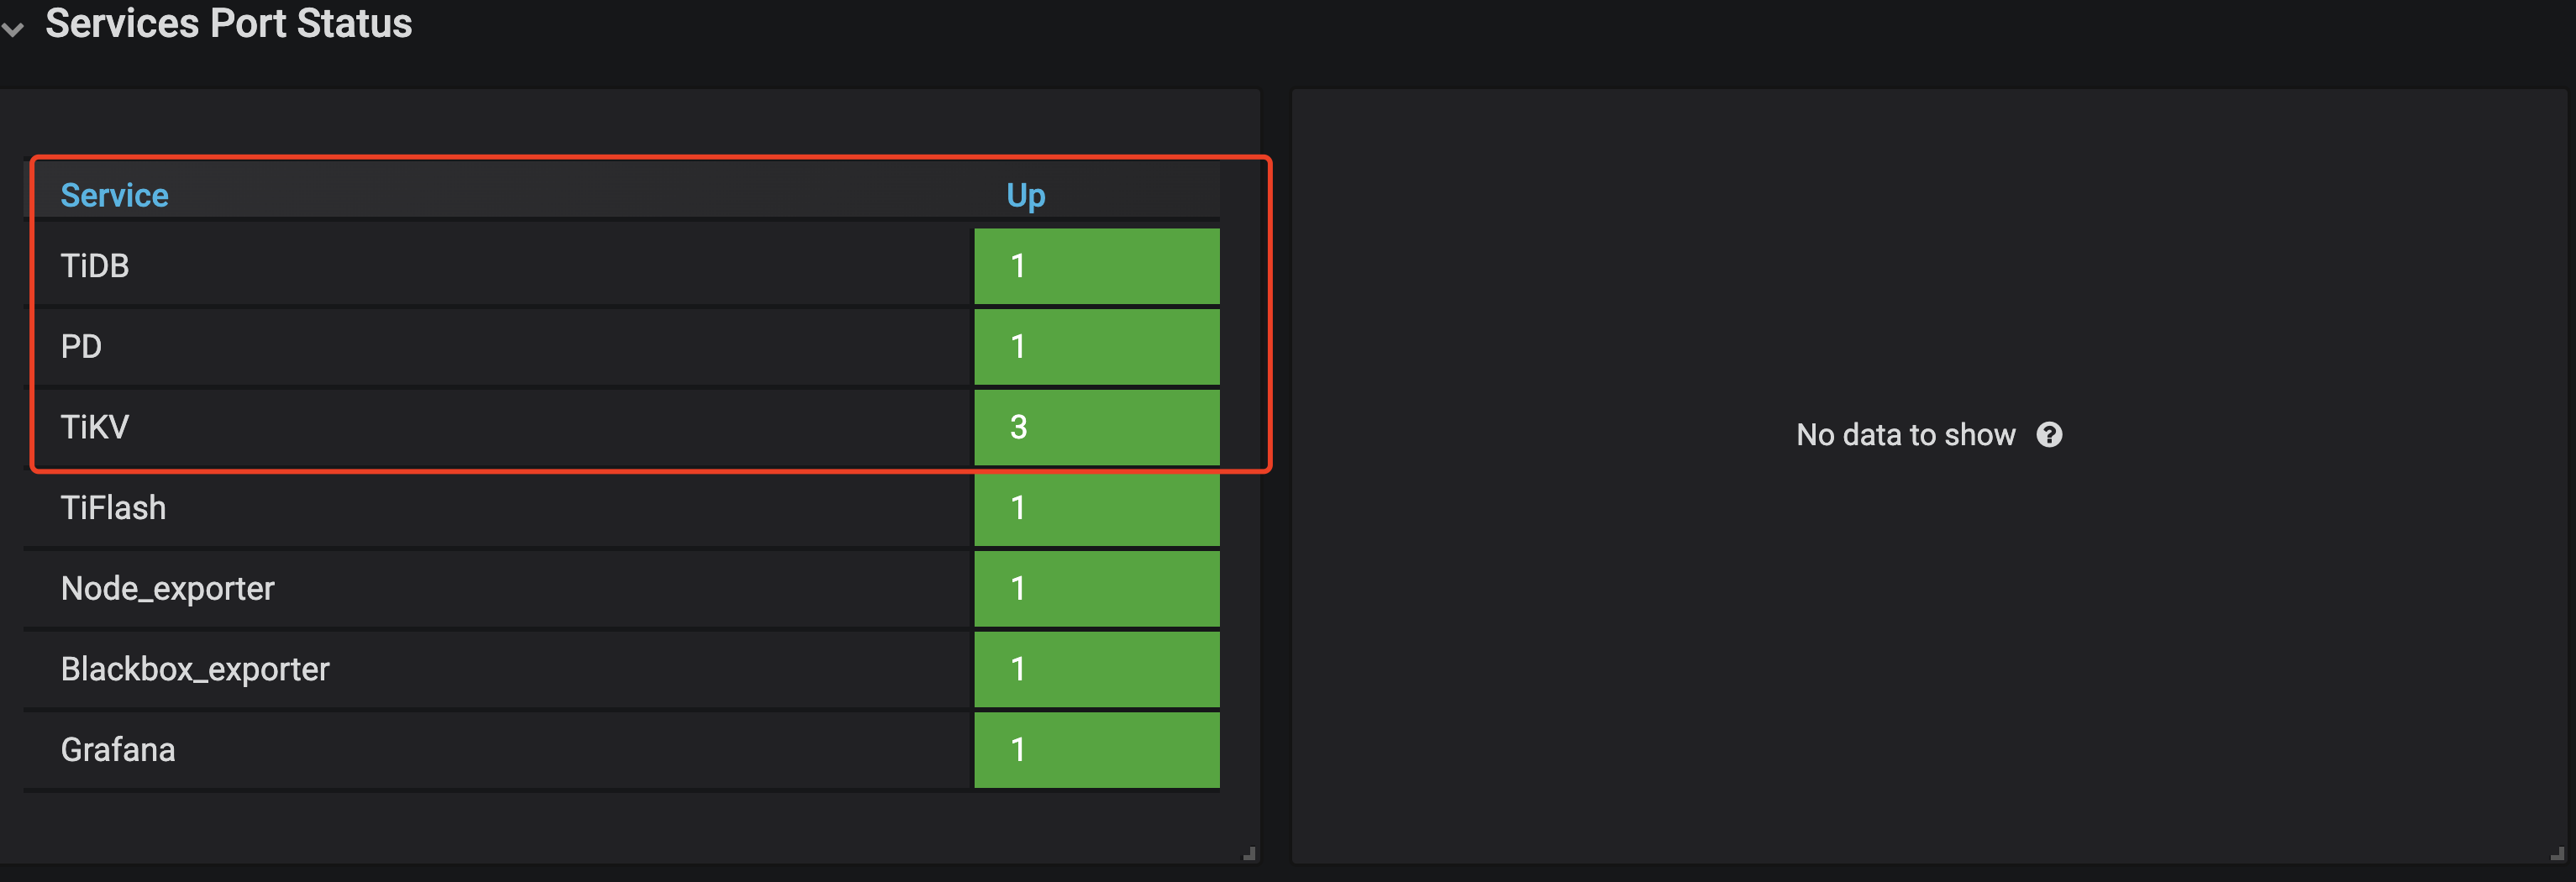 Services Port Status
Service Up
TiDB 1
PD 1
TiKV 3
TiFlash 1
Node_exporter 1
Blackbox_exporter 1
Grafana 1
No data to show